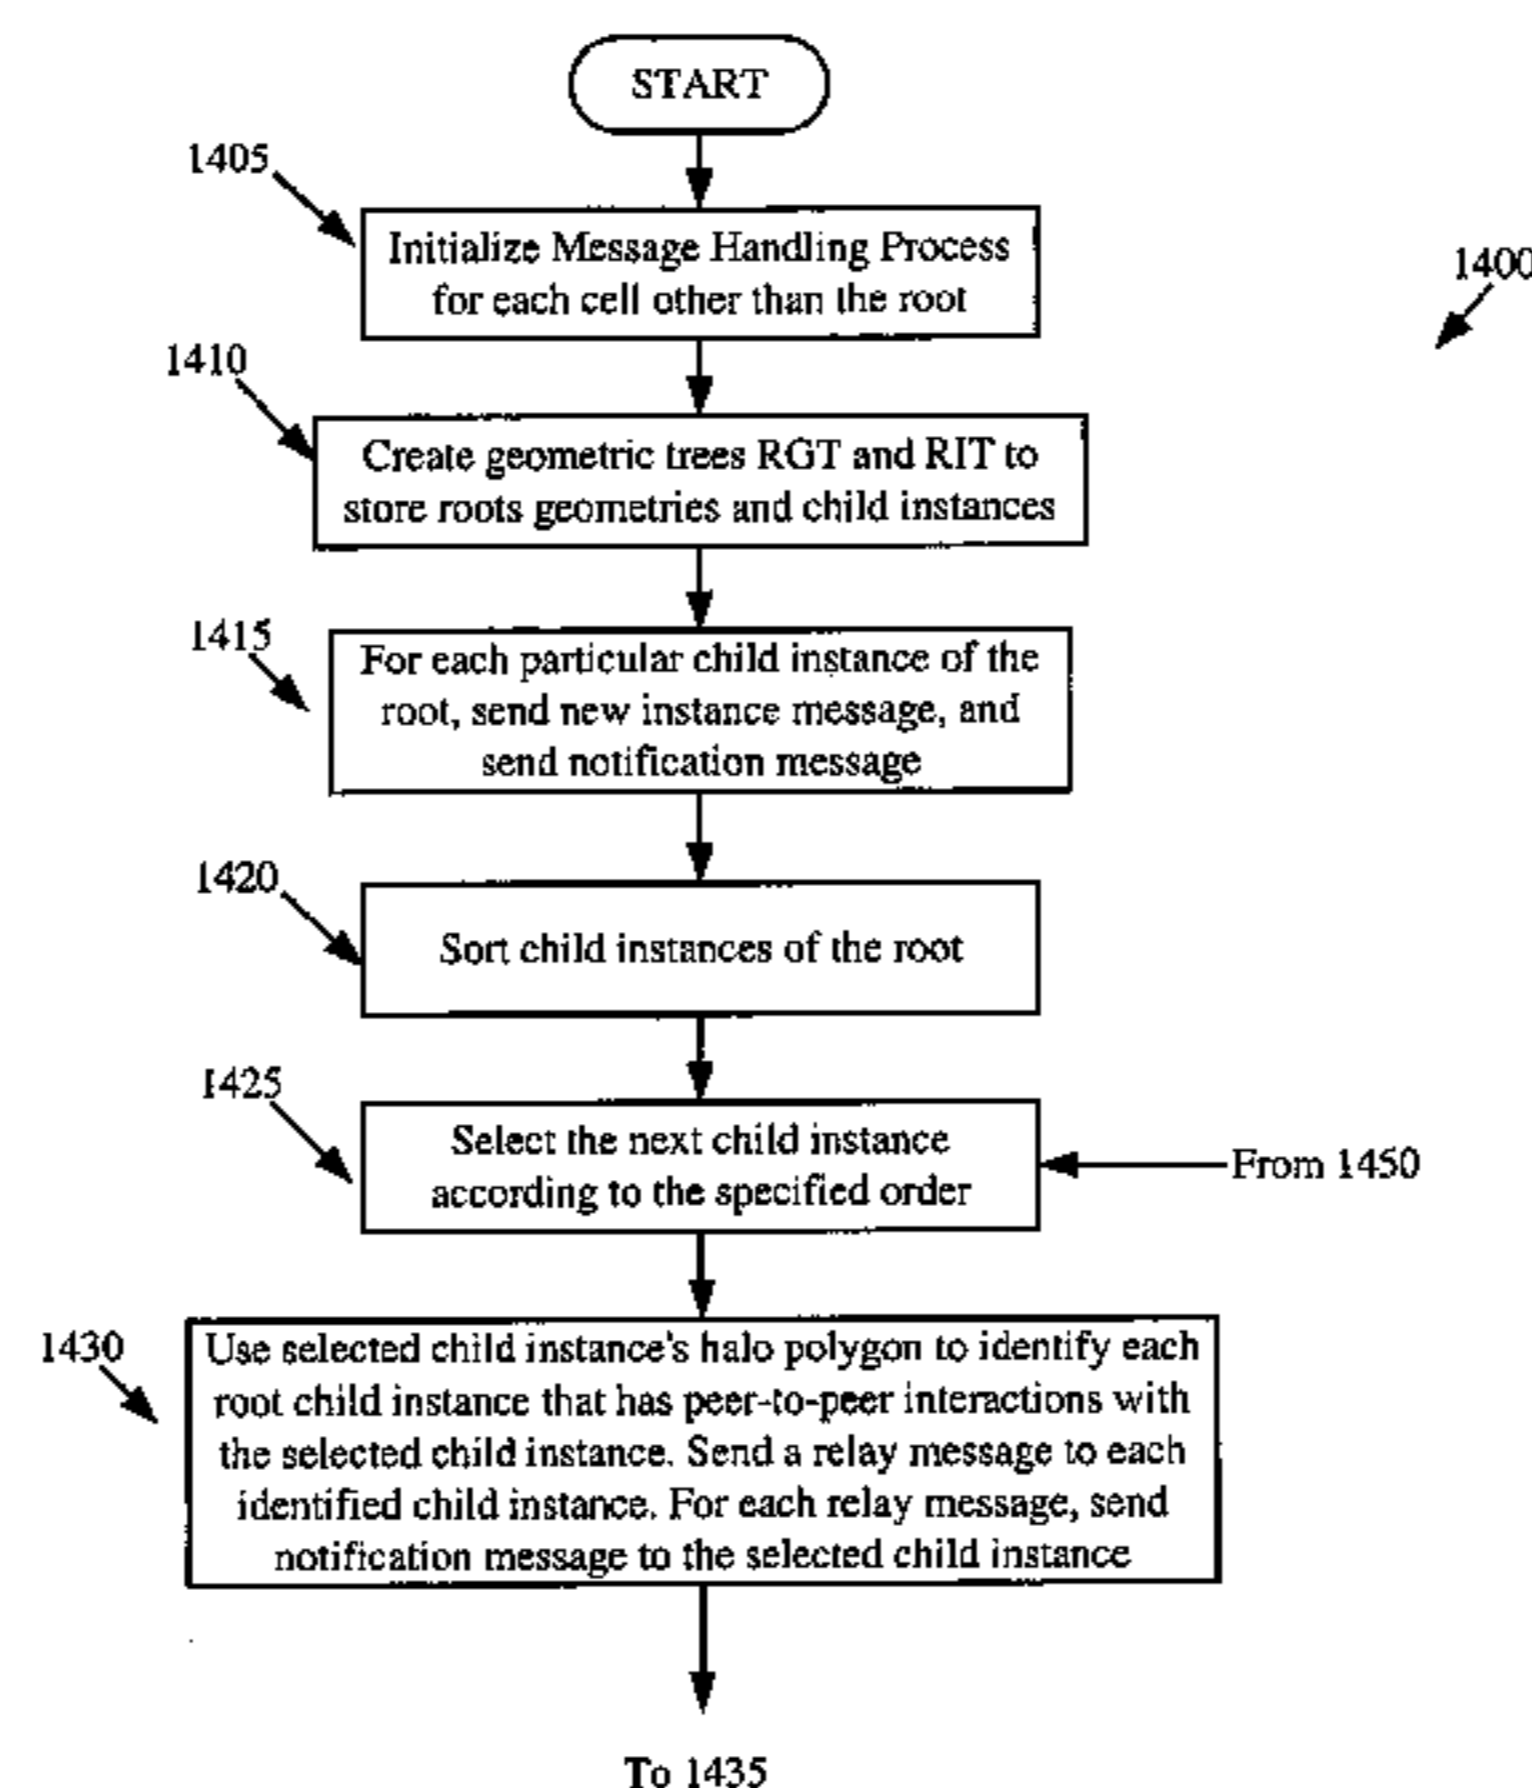 START
1405
Initialize Message Handling Process
for each cell other than the root
1400
1410
Create geometric trees RGT and RIT to
store roots geometries and child instances
1415
For each particular child instance of the
root, send new instance message, and
send notification message
1420
Sort child instances of the root
1425
Select the next child instance
according to the specified order
From 1450
1430
Use selected child instance's halo polygon to identify each
root child instance that has peer-to-peer interactions with
the selected child instance. Send a relay message to each
identified child instance. For each relay message, send
notification message to the selected child instance
To 1435